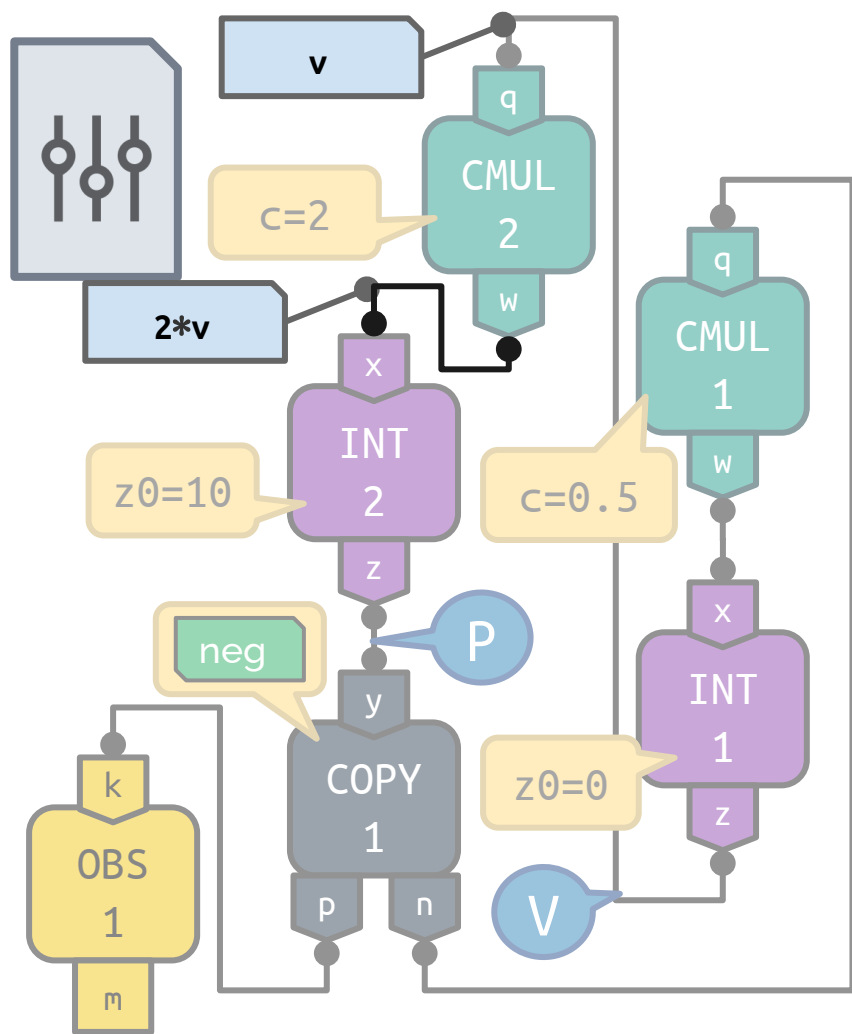 v
q
CMUL
2
w
c=2
q
CMUL
1
w
2*v
x
INT
2
z
z0=10
c=0.5
x
INT
1
z
P
neg
y
COPY
1
p
n
z0=0
k
OBS
1
m
V